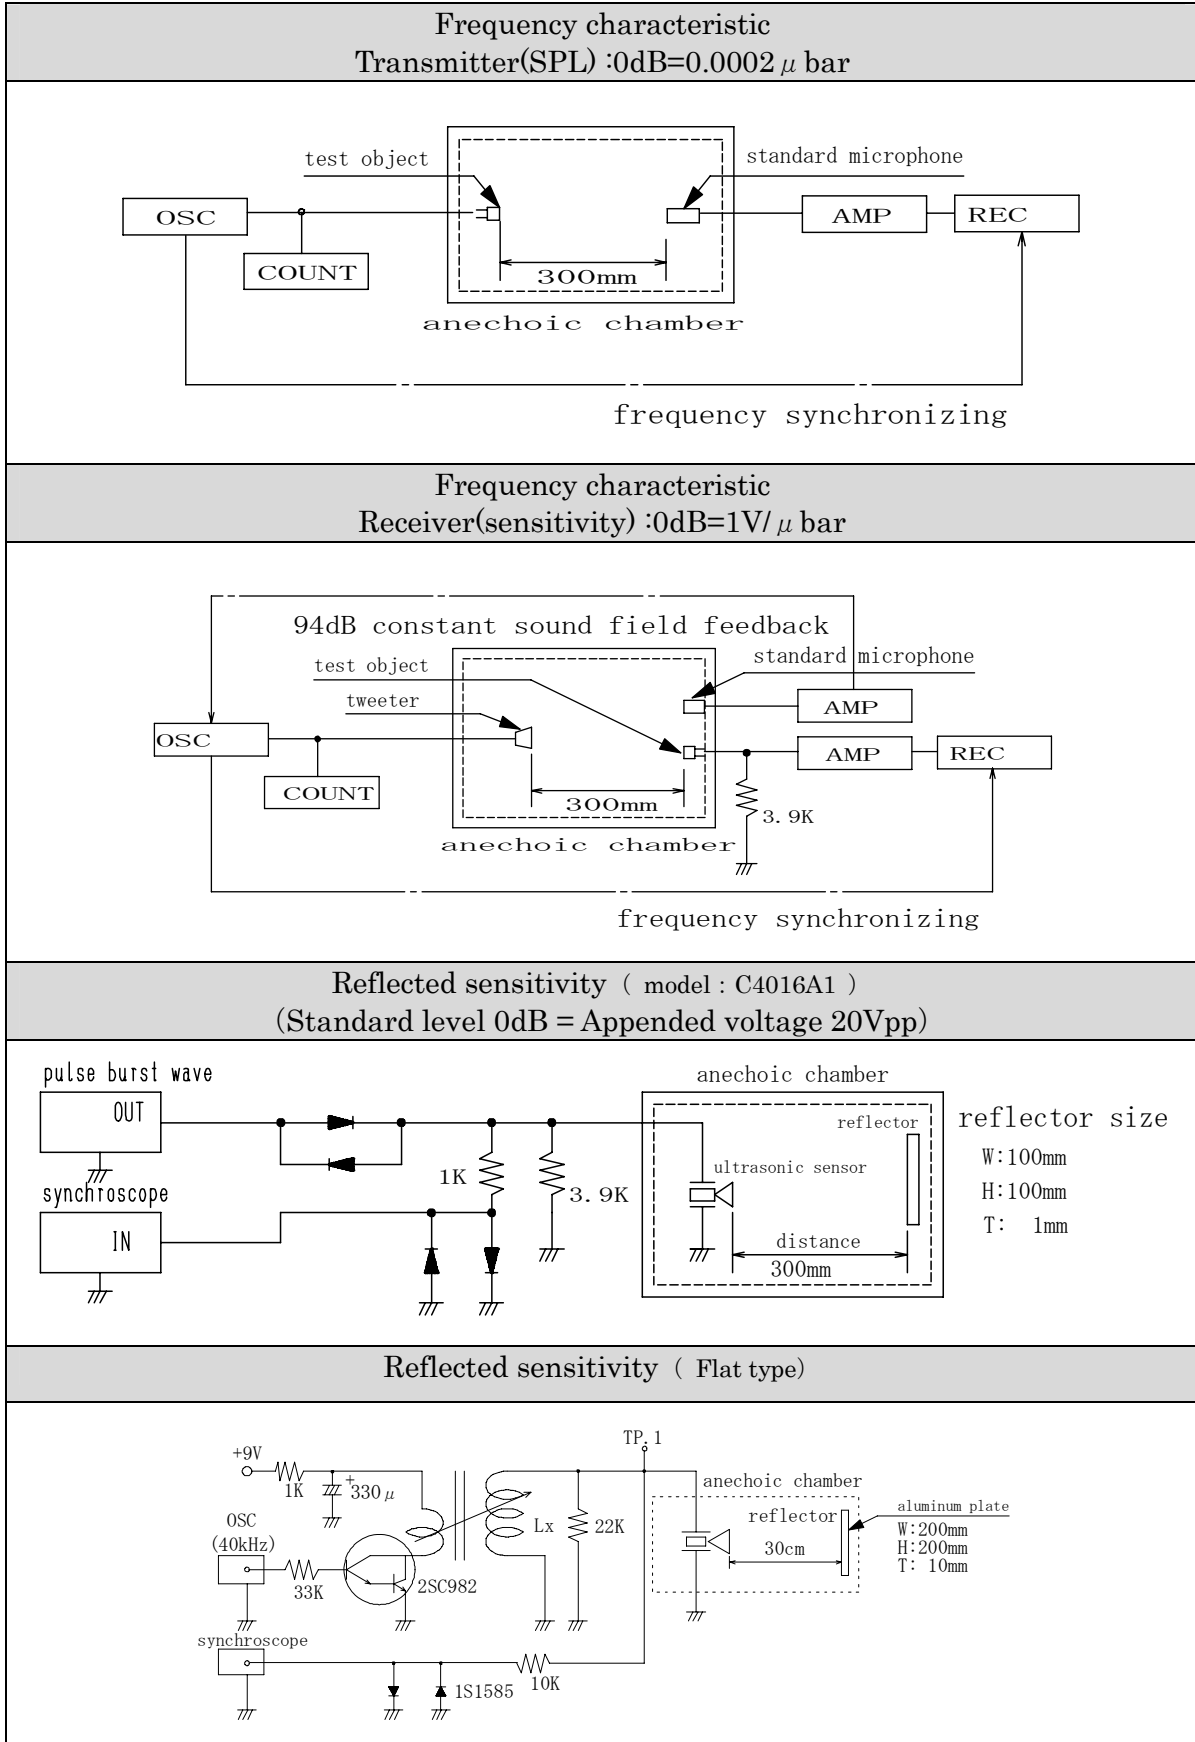 Frequency characteristic
Transmitter(SPL) :0dB=0.0002μbar
test object
standard microphone
OSC
AMP
REC
COUNT
300mm
anechoic chamber
frequency synchronizing
Frequency characteristic
Receiver(sensitivity) :0dB=1V/μbar
94dB constant sound field feedback
test object
standard microphone
tweeter
AMP
OSC
AMP
REC
COUNT
300mm
3.9K
anechoic chamber
frequency synchronizing
Reflected sensitivity ( model : C4016A1 )
(Standard level 0dB = Appended voltage 20Vpp)
pulse burst wave
anechoic chamber
OUT
reflector
reflector size
ultrasonic sensor
W:100mm
1K
3.9K
H:100mm
synchroscope
T: 1mm
IN
distance
300mm
Reflected sensitivity ( Flat type)
TP.1
+9V
anechoic chamber
1K
+
330μ
aluminum plate
reflector
OSC
(40kHz)
Lx
22K
W:200mm
30cm
H:200mm
T: 10mm
33K
2SC982
synchroscope
10K
1S1585